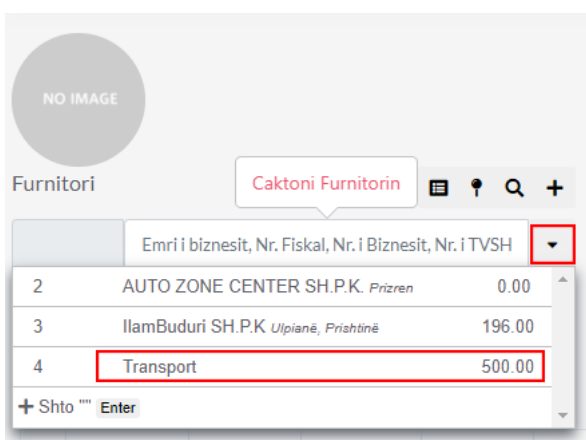 NO IMAGE
Furnitori
Caktoni Furnitorin
Emri i biznesit, Nr. Fiskal, Nr. i Biznesit, Nr. i TVSH
2 AUTO ZONE CENTER SH.P.K. Prizren 0.00
3 IlamBuduri SH.P.K Ulpianë, Prishtinë 196.00
4 Transport 500.00
+ Shto "" Enter